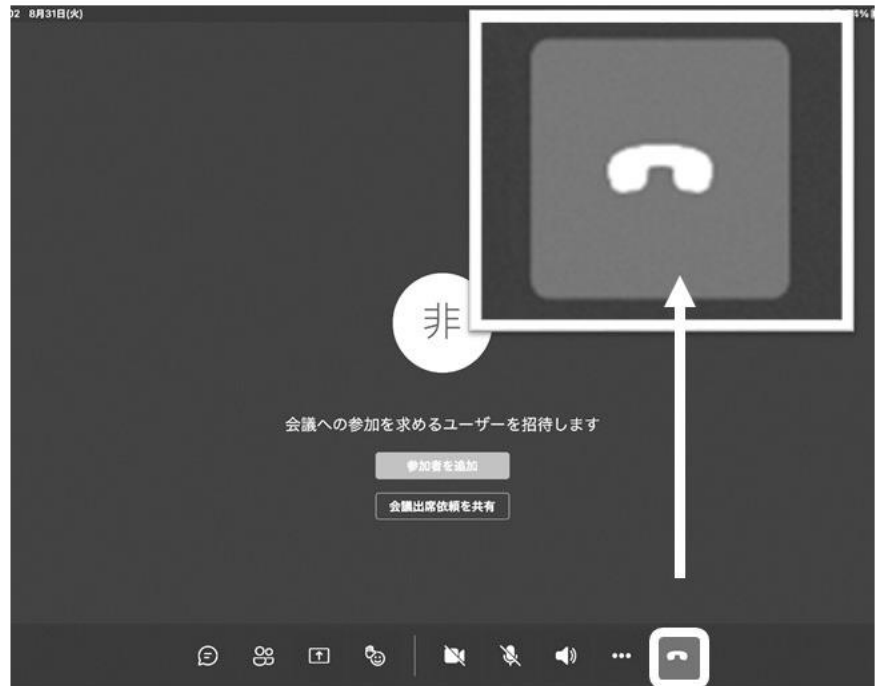 02 8月31日(火)
4%
非
会議への参加を求めるユーザーを招待します
参加者を追加
会議出席依頼を共有